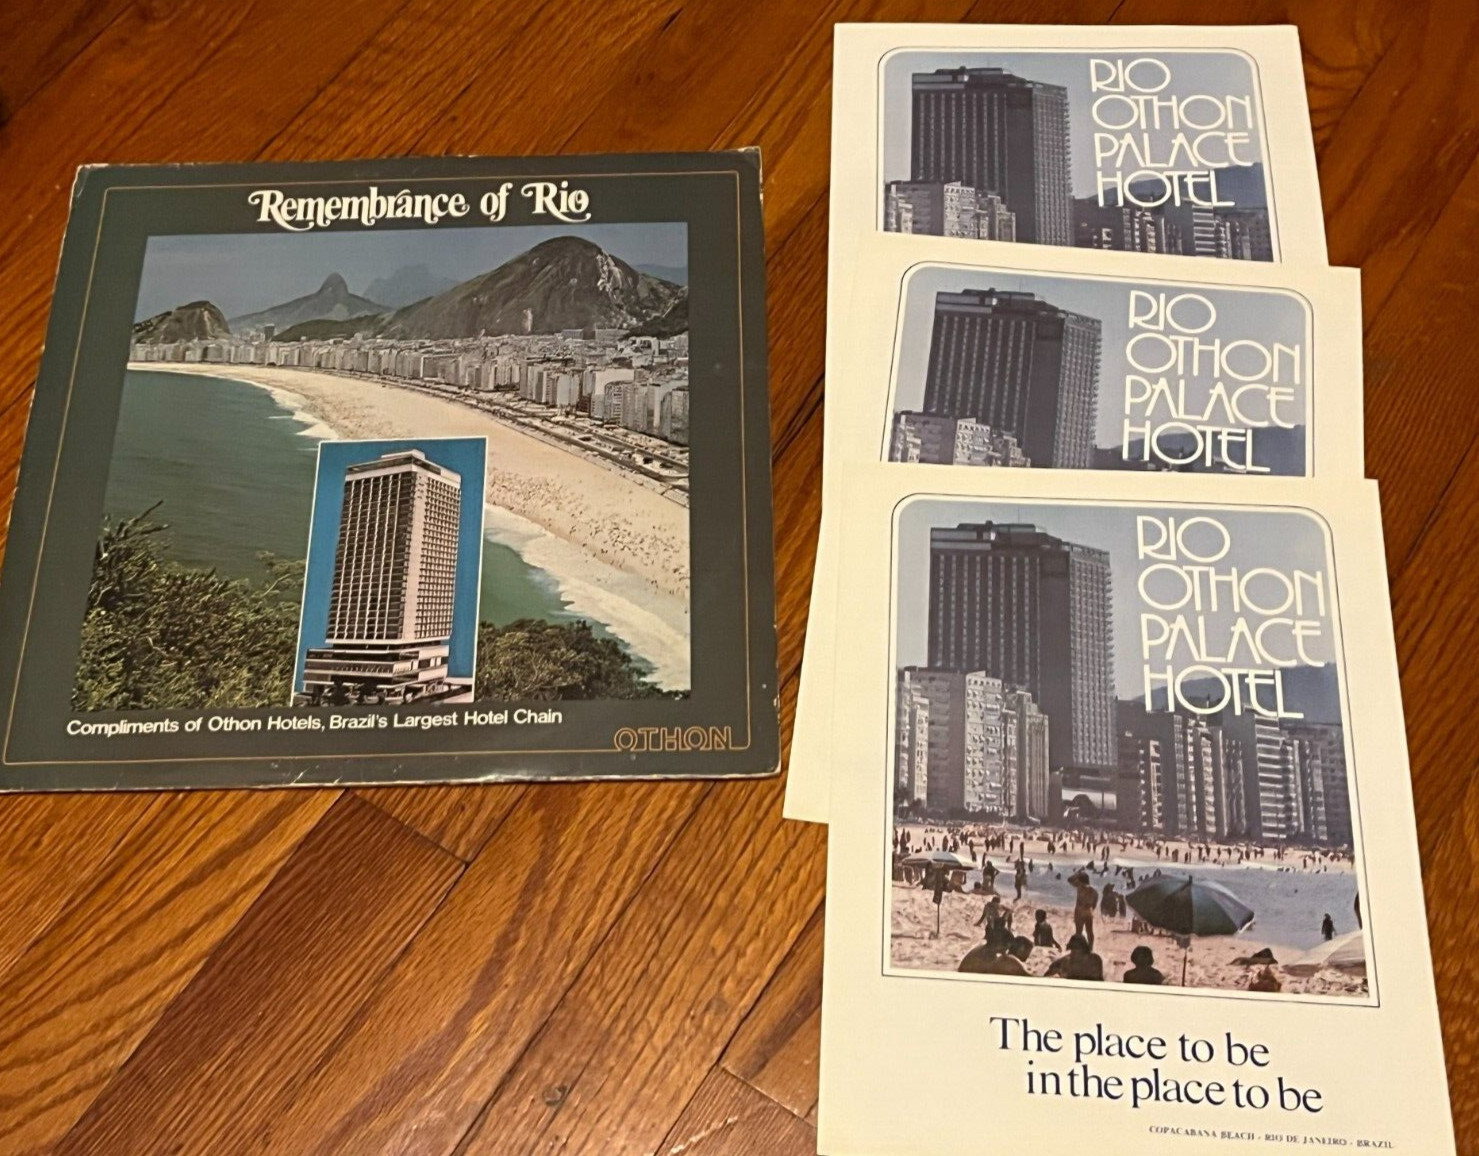 Remembrance of Rio
Compliments of Othon Hotels, Brazil's Largest Hotel Chain
OTHON
RIO
OTHON
PALACE
HOTEL
RIO
OTHON
PALACE
HOTEL
RIO
OTHON
PALACE
HOTEL
The place to be
in the place to be
COPACABANA BEACH - RIO DE JANEIRO - BRAZIL